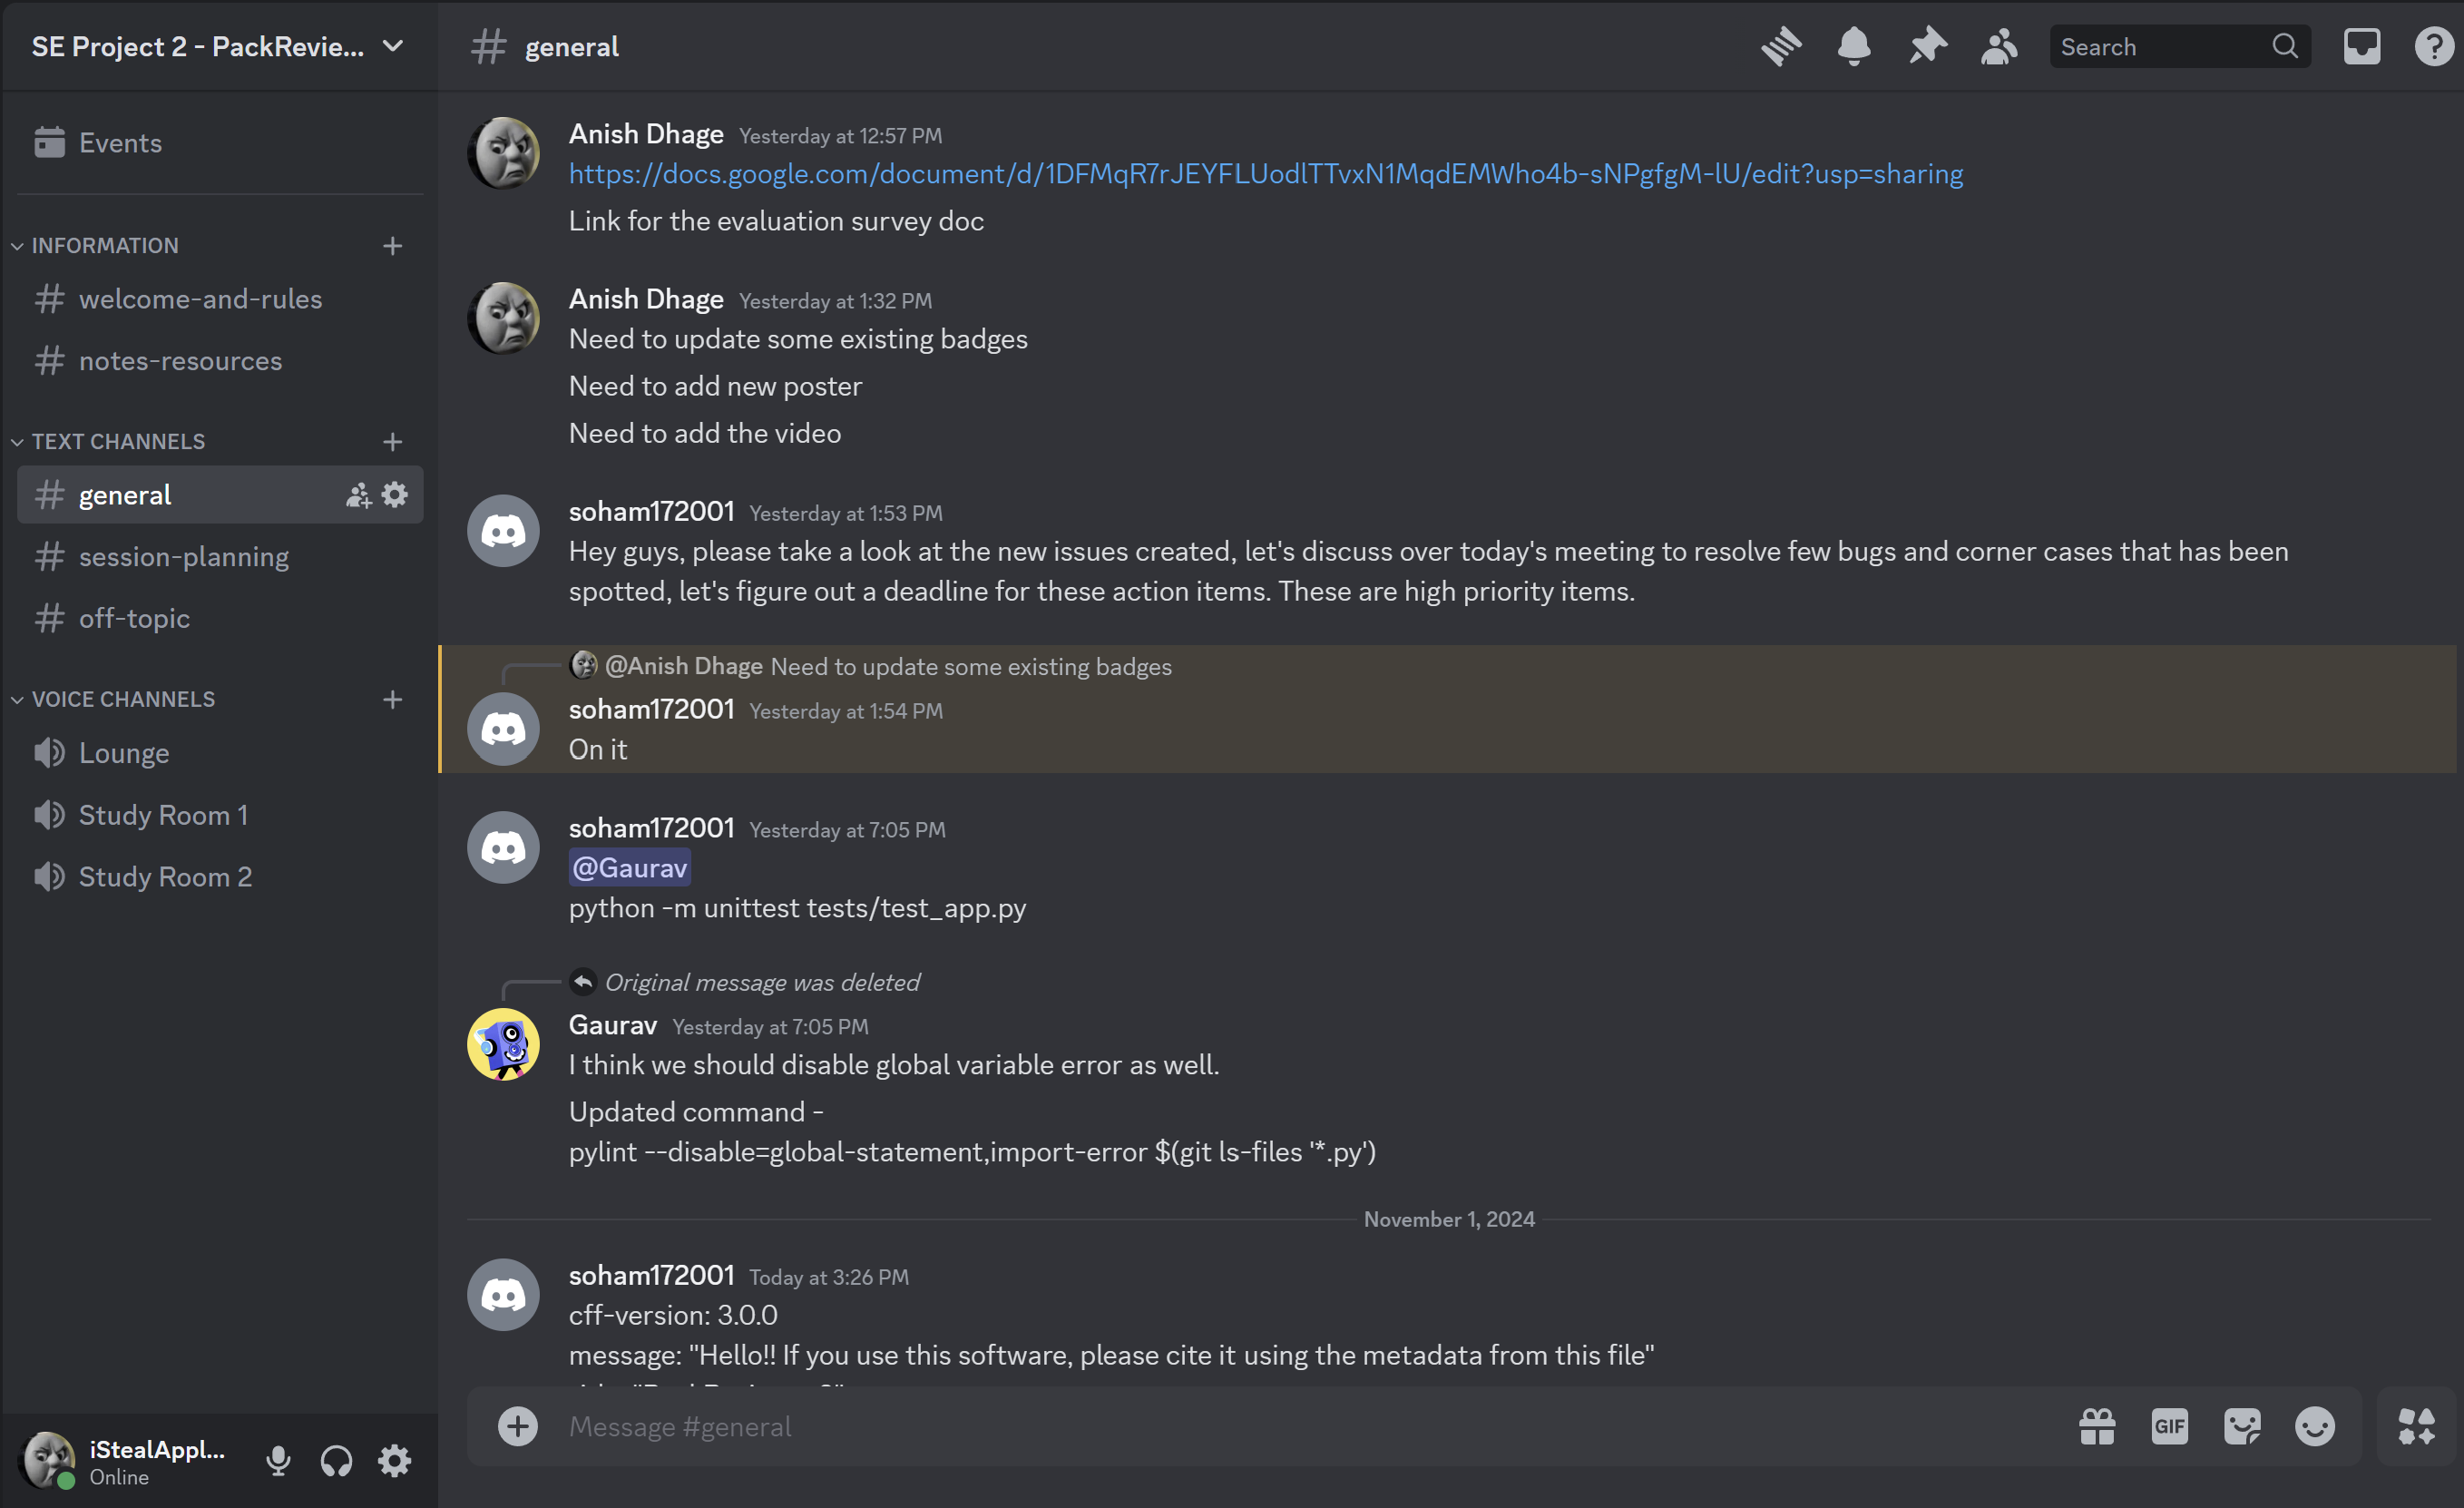 SE Project 2 - PackRevie...
general
Search
Events
INFORMATION
welcome-and-rules
notes-resources
TEXT CHANNELS
general
session-planning
off-topic
VOICE CHANNELS
Lounge
Study Room 1
Study Room 2
iStealAppl...
Online
Anish Dhage Yesterday at 12:57 PM
https://docs.google.com/document/d/1DFMqR7rJEYFLUodlTTvxN1MqdEMWho4b-sNPgfgM-lU/edit?usp=sharing
Link for the evaluation survey doc
Anish Dhage Yesterday at 1:32 PM
Need to update some existing badges
Need to add new poster
Need to add the video
soham172001 Yesterday at 1:53 PM
Hey guys, please take a look at the new issues created, let's discuss over today's meeting to resolve few bugs and corner cases that has been
spotted, let's figure out a deadline for these action items. These are high priority items.
@Anish Dhage Need to update some existing badges
soham172001 Yesterday at 1:54 PM
On it
soham172001 Yesterday at 7:05 PM
@Gaurav
python -m unittest tests/test_app.py
Original message was deleted
Gaurav Yesterday at 7:05 PM
I think we should disable global variable error as well.
Updated command -
pylint --disable=global-statement,import-error $(git ls-files '*.py')
November 1, 2024
soham172001 Today at 3:26 PM
cff-version: 3.0.0
message: "Hello!! If you use this software, please cite it using the metadata from this file"
Message #general
GIF